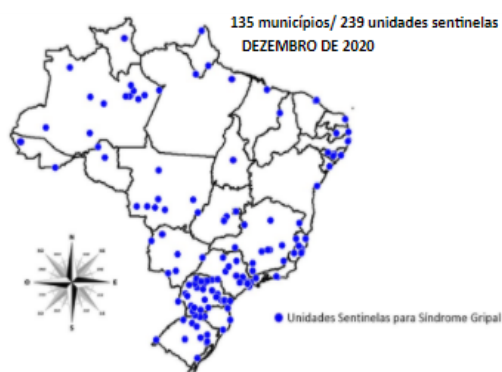 135 municípios/ 239 unidades sentinelas
DEZEMBRO DE 2020
N
O
E
S
Unidades Sentinelas para Síndrome Gripal